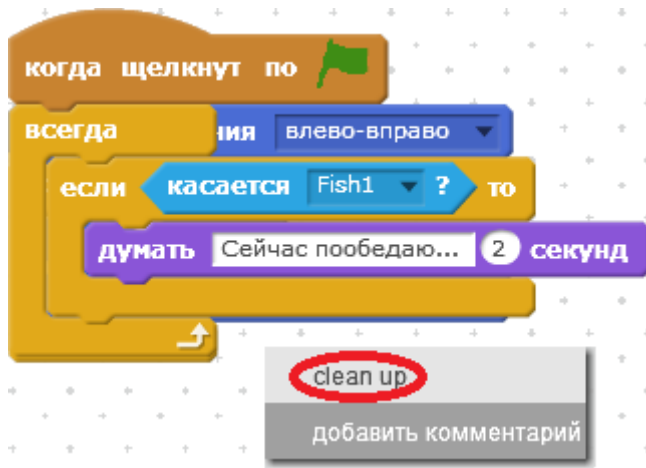 когда щелкнут по
всегда ния влево-вправо
если касается Fish1 ? то
думать Сейчас пообедаю... 2 секунд
clean up
добавить комментарий